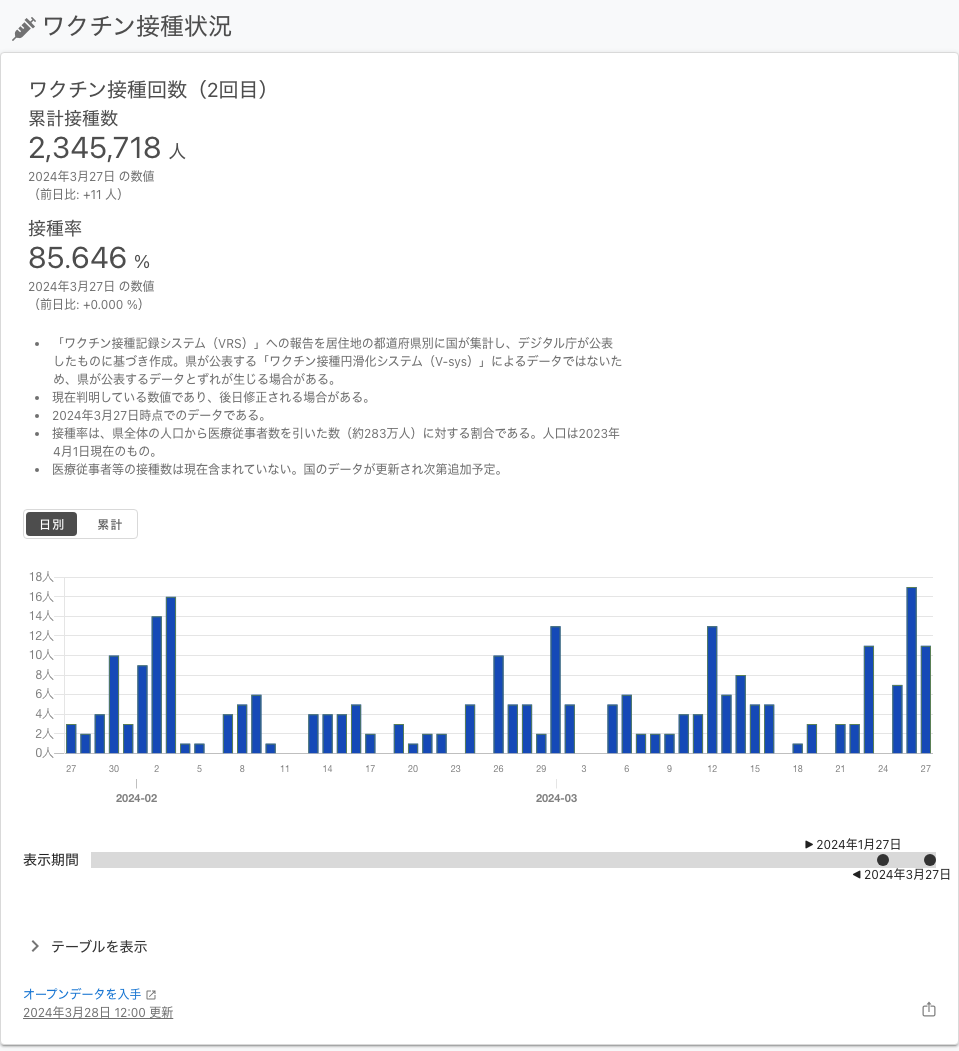 ワクチン接種状況
ワクチン接種回数（2回目）
累計接種数
2,345,718 人
2024年3月27日 の数値
（前日比: +11 人）
接種率
85.646 %
2024年3月27日 の数値
（前日比: +0.000 %）
• 「ワクチン接種記録システム（VRS）」への報告を居住地の都道府県別に国が集計し、デジタル庁が公表
したものに基づき作成。県が公表する「ワクチン接種円滑化システム（V-sys）」によるデータではないた
め、県が公表するデータとずれが生じる場合がある。
• 現在判明している数値であり、後日修正される場合がある。
• 2024年3月27日時点でのデータである。
• 接種率は、県全体の人口から医療従事者数を引いた数（約283万人）に対する割合である。人口は2023年
4月1日現在のもの。
• 医療従事者等の接種数は現在含まれていない。国のデータが更新され次第追加予定。
日別 累計
18人
16人
14人
12人
10人
8人
6人
4人
2人
0人
27 30 2 5 8 11 14 17 20 23 26 29 3 6 9 12 15 18 21 24 27
2024-02 2024-03
2024年1月27日
表示期間
2024年3月27日
テーブルを表示
オープンデータを入手
2024年3月28日 12:00 更新